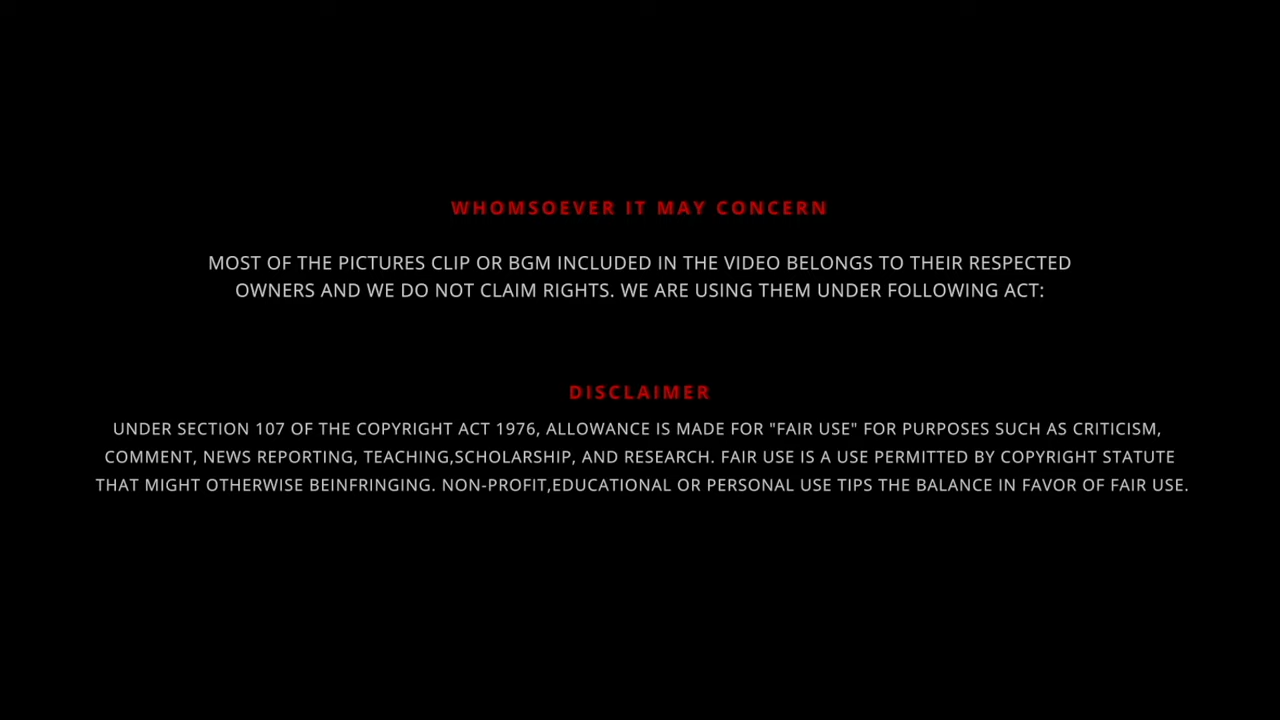 WHOMSOEVER IT MAY CONCERN
MOST OF THE PICTURES CLIP OR BGM INCLUDED IN THE VIDEO BELONGS TO THEIR RESPECTED
OWNERS AND WE DO NOT CLAIM RIGHTS. WE ARE USING THEM UNDER FOLLOWING ACT:
DISCLAIMER
UNDER SECTION 107 OF THE COPYRIGHT ACT 1976, ALLOWANCE IS MADE FOR "FAIR USE" FOR PURPOSES SUCH AS CRITICISM,
COMMENT, NEWS REPORTING, TEACHING,SCHOLARSHIP, AND RESEARCH. FAIR USE IS A USE PERMITTED BY COPYRIGHT STATUTE
THAT MIGHT OTHERWISE BEINFRINGING. NON-PROFIT,EDUCATIONAL OR PERSONAL USE TIPS THE BALANCE IN FAVOR OF FAIR USE.